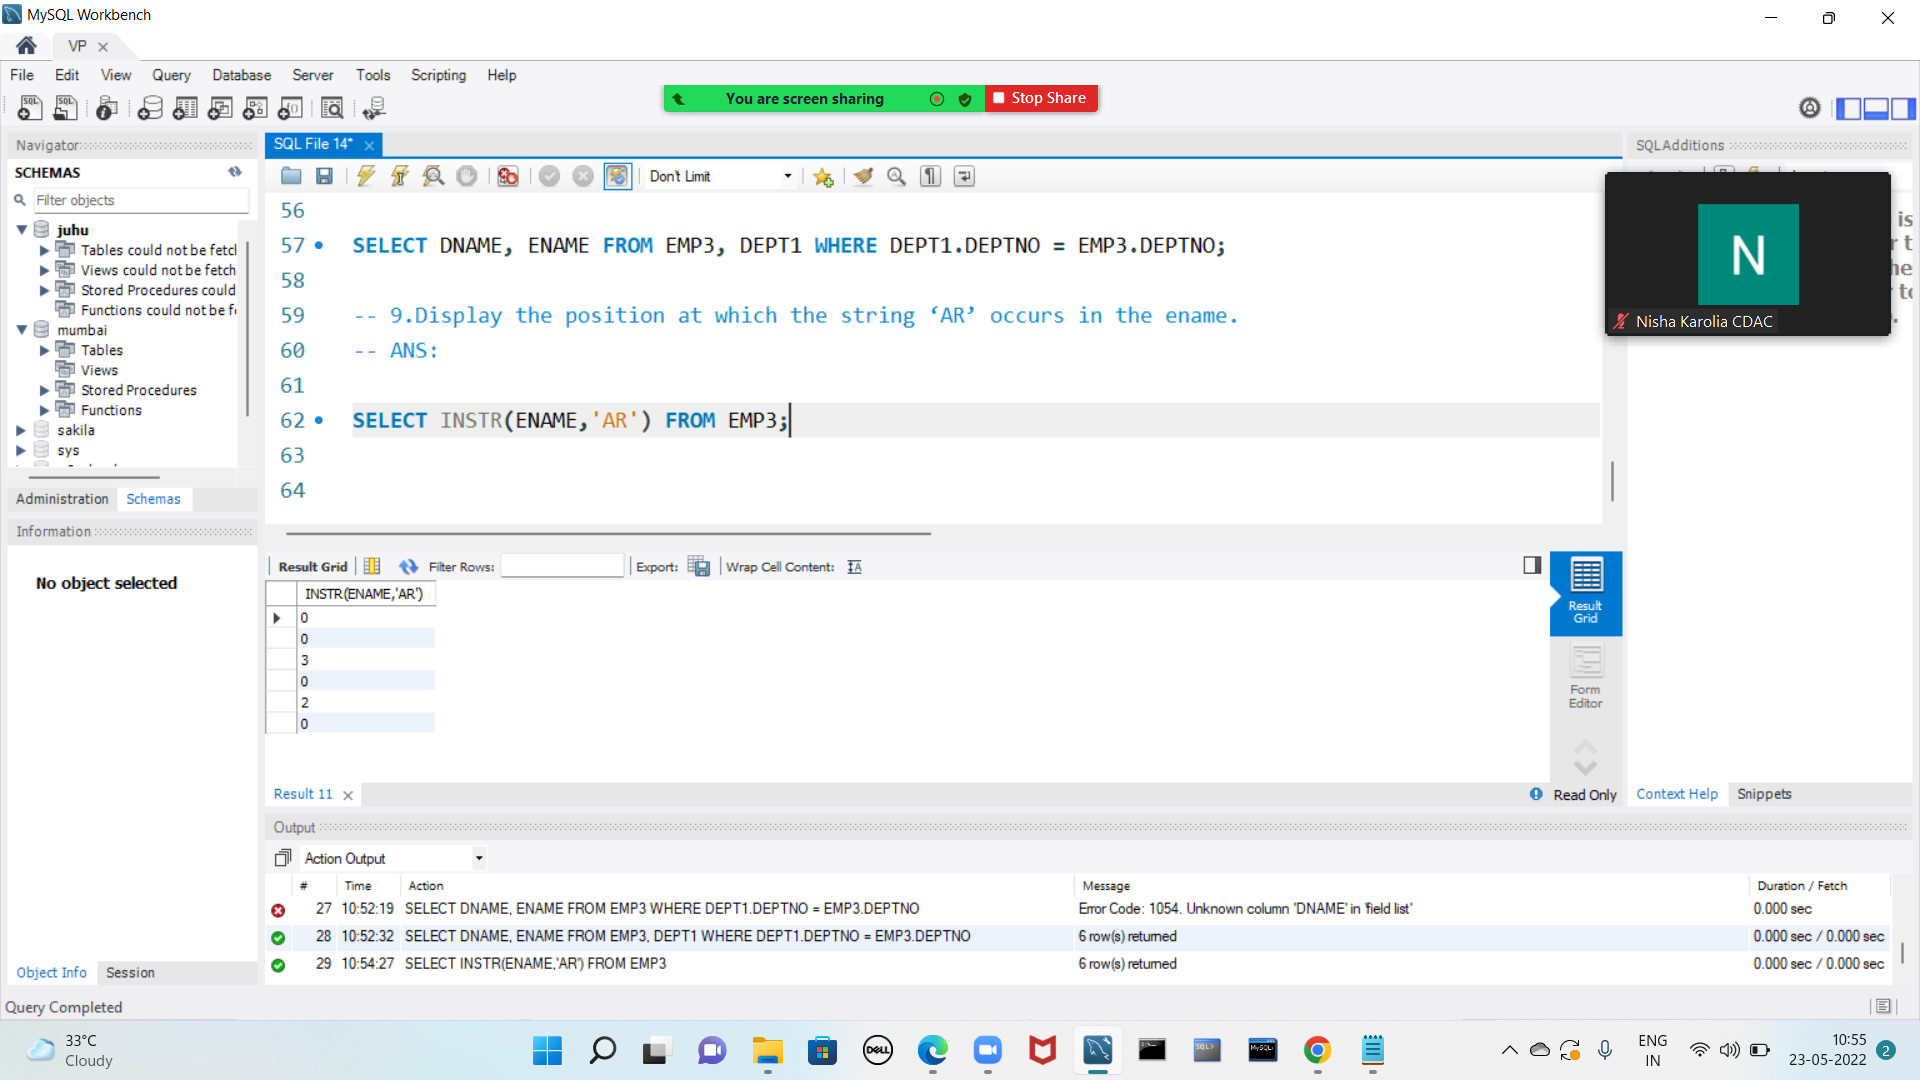 MySQL Workbench
VP
File Edit View Query Database Server Tools Scripting Help
You are screen sharing
Stop Share
Navigator
SCHEMAS
Filter objects
juhu
Tables could not be fetch
Views could not be fetch
Stored Procedures could
Functions could not be f
mumbai
Tables
Views
Stored Procedures
Functions
sakila
sys
Administration Schemas
Information
No object selected
Object Info Session
SQL File 14*
Don't Limit
56
57 SELECT DNAME, ENAME FROM EMP3, DEPT1 WHERE DEPT1.DEPTNO = EMP3.DEPTNO;
58
59 -- 9.Display the position at which the string ‘AR’ occurs in the ename.
60 -- ANS:
61
62 SELECT INSTR(ENAME,'AR') FROM EMP3;
63
64
Result Grid Filter Rows: Export: Wrap Cell Content:
INSTR(ENAME,'AR')
0
0
3
0
2
0
Result Grid
Form Editor
Result 11
Read Only
SQLAdditions
N
Nisha Karolia CDAC
Context Help Snippets
Output
Action Output
# Time Action Message Duration / Fetch
27 10:52:19 SELECT DNAME, ENAME FROM EMP3 WHERE DEPT1.DEPTNO = EMP3.DEPTNO Error Code: 1054. Unknown column 'DNAME' in 'field list' 0.000 sec
28 10:52:32 SELECT DNAME, ENAME FROM EMP3, DEPT1 WHERE DEPT1.DEPTNO = EMP3.DEPTNO 6 row(s) returned 0.000 sec / 0.000 sec
29 10:54:27 SELECT INSTR(ENAME,'AR') FROM EMP3 6 row(s) returned 0.000 sec / 0.000 sec
Query Completed
33°C
Cloudy
DELL
ENG
IN
10:55
23-05-2022
2